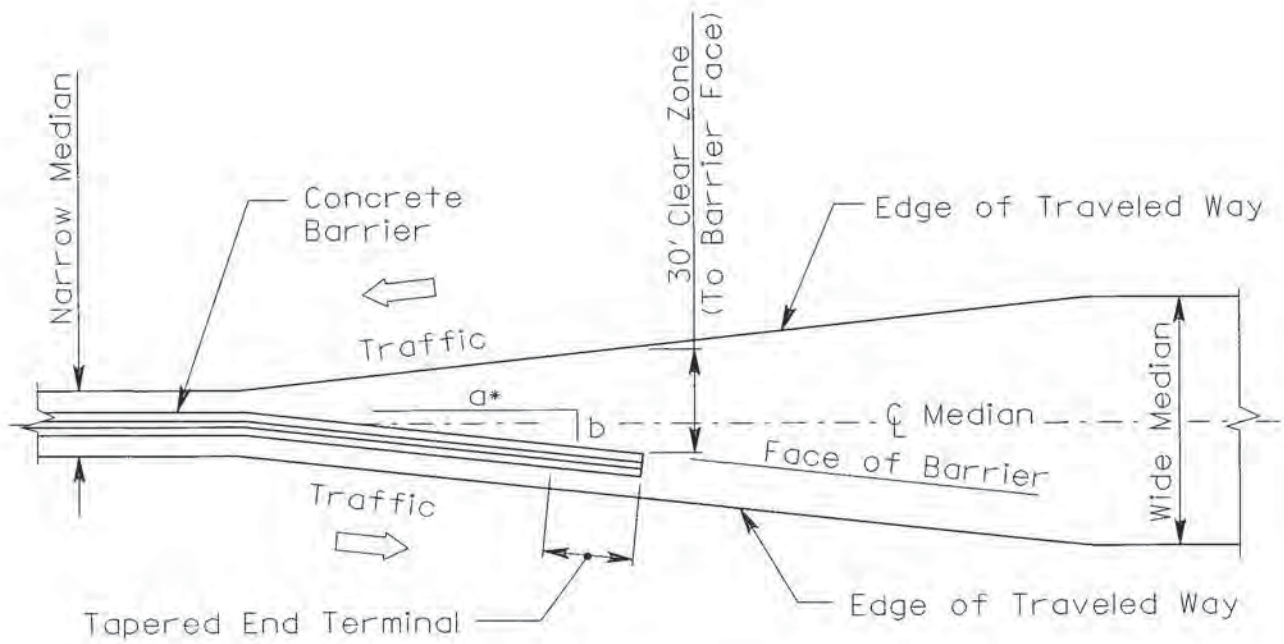 Narrow Median
Concrete
Barrier
30' Clear Zone
(To Barrier Face)
Edge of Traveled Way
Traffic
a*
b
℄ Median
Face of Barrier
Wide Median
Traffic
Tapered End Terminal
Edge of Traveled Way